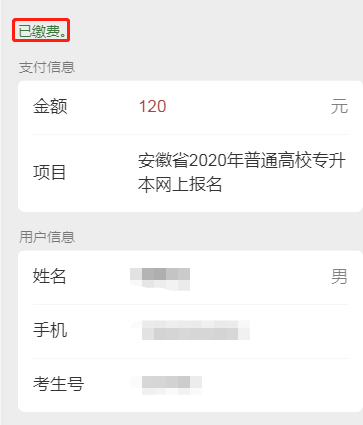 已缴费。
支付信息
金额 120 元
项目 安徽省2020年普通高校专升
本网上报名
用户信息
姓名 男
手机
考生号